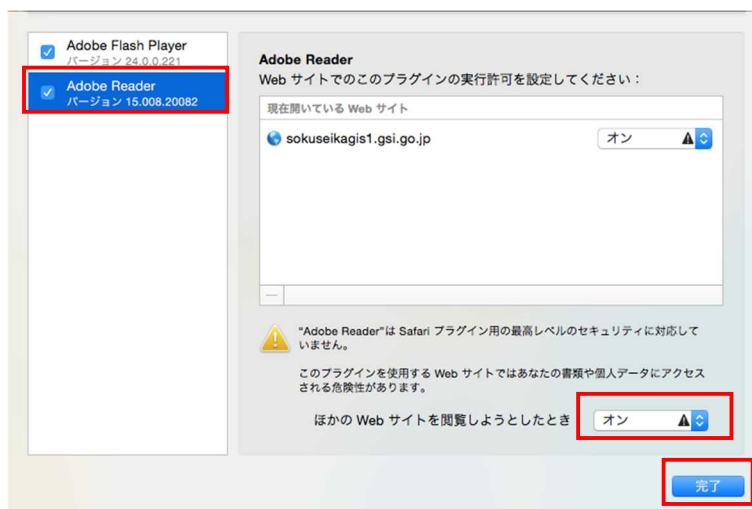 Adobe Flash Player
バージョン 24.0.0.221
Adobe Reader
バージョン 15.008.20082
Adobe Reader
Web サイトでのこのプラグインの実行許可を設定してください：
現在開いている Web サイト
sokuseikagis1.gsi.go.jp
オン
"Adobe Reader"は Safari プラグイン用の最高レベルのセキュリティに対応して
いません。
このプラグインを使用する Web サイトではあなたの書類や個人データにアクセス
される危険性があります。
ほかの Web サイトを閲覧しようとしたとき
オン
完了